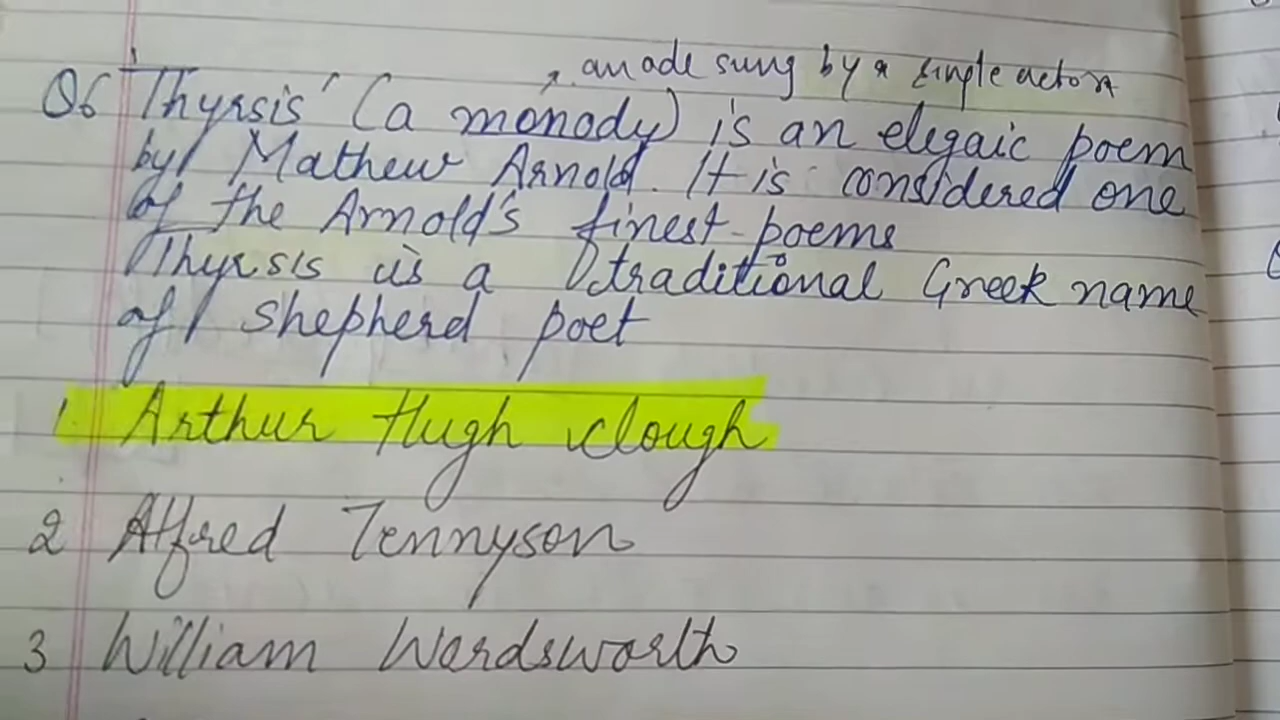 an ode sung by a single actor
Q6 'Thyrsis' (a monody) is an elegaic poem
by Mathew Arnold. It is considered one
of the Arnold's finest poems
Thyrsis is a traditional Greek name
of shepherd poet
1. Arthur Hugh Clough
2 Alfred Tennyson
3 William Wordsworth